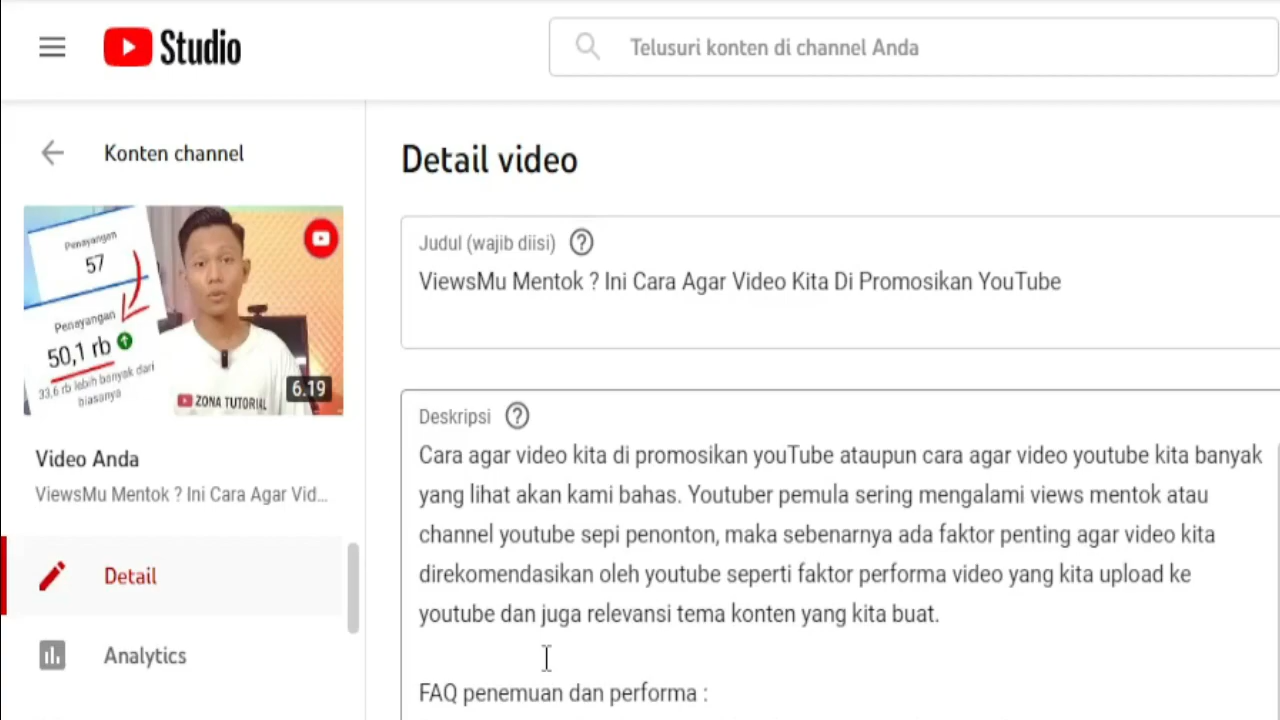 Studio
Telusuri konten di channel Anda
Konten channel
Penayangan
57
Penayangan
50,1 rb
33,6 rb lebih banyak dari
biasanya
ZONA TUTORIAL
6.19
Video Anda
ViewsMu Mentok ? Ini Cara Agar Vid...
Detail
Analytics
Detail video
Judul (wajib diisi)
ViewsMu Mentok ? Ini Cara Agar Video Kita Di Promosikan YouTube
Deskripsi
Cara agar video kita di promosikan youTube ataupun cara agar video youtube kita banyak
yang lihat akan kami bahas. Youtuber pemula sering mengalami views mentok atau
channel youtube sepi penonton, maka sebenarnya ada faktor penting agar video kita
direkomendasikan oleh youtube seperti faktor performa video yang kita upload ke
youtube dan juga relevansi tema konten yang kita buat.
FAQ penemuan dan performa :